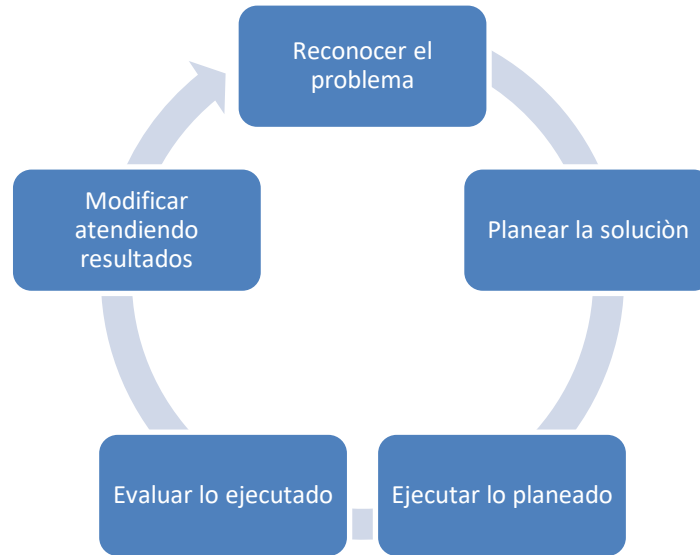 Reconocer el
problema
Planear la soluciòn
Ejecutar lo planeado
Evaluar lo ejecutado
Modificar
atendiendo
resultados